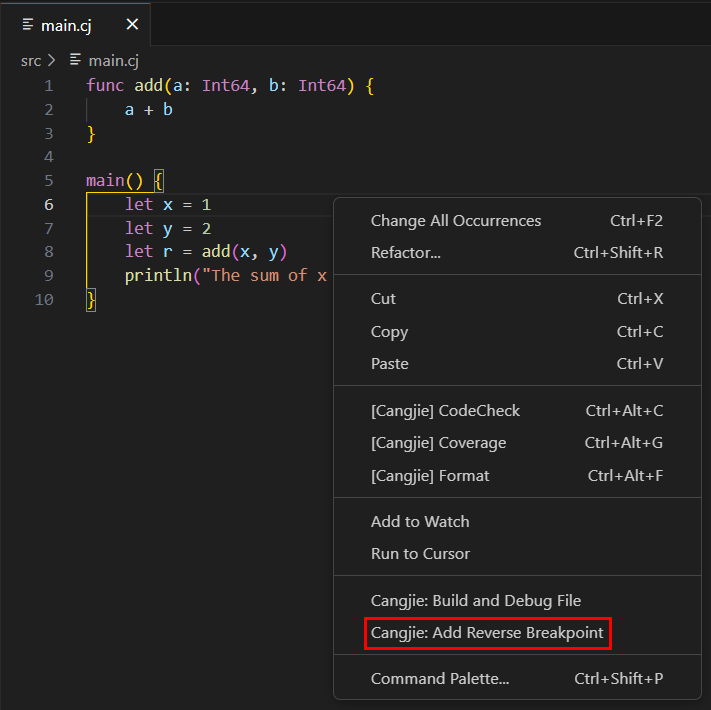 main.cj
src > main.cj
1 func add(a: Int64, b: Int64) {
2 a + b
3 }
4
5 main() {
6 let x = 1
7 let y = 2
8 let r = add(x, y)
9 println("The sum of x
10 }
Change All Occurrences Ctrl+F2
Refactor... Ctrl+Shift+R
Cut Ctrl+X
Copy Ctrl+C
Paste Ctrl+V
[Cangjie] CodeCheck Ctrl+Alt+C
[Cangjie] Coverage Ctrl+Alt+G
[Cangjie] Format Ctrl+Alt+F
Add to Watch
Run to Cursor
Cangjie: Build and Debug File
Cangjie: Add Reverse Breakpoint
Command Palette... Ctrl+Shift+P